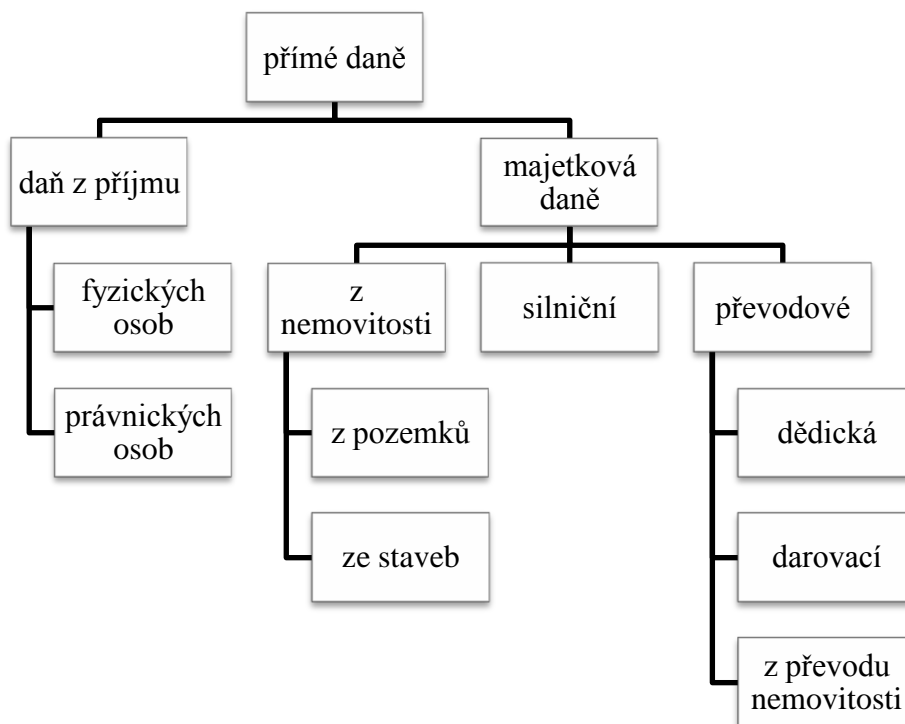 přímé daně
daň z příjmu
majetková
daně
fyzických
osob
právnických
osob
z
nemovitosti
silniční
převodové
z pozemků
ze staveb
dědická
darovací
z převodu
nemovitosti